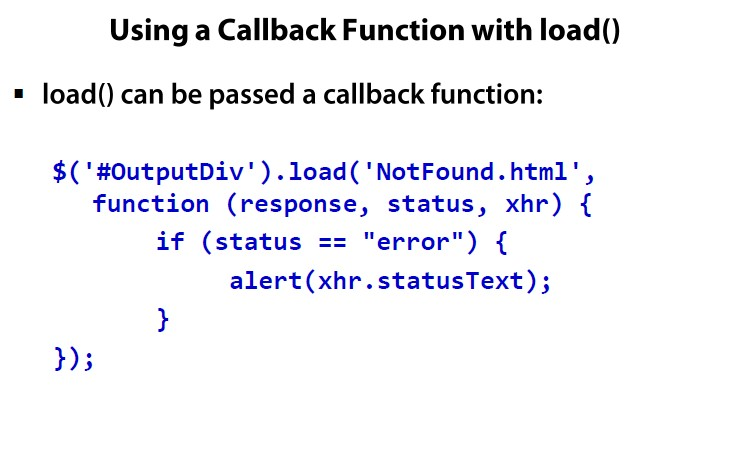 Using a Callback Function with load()
▪ load() can be passed a callback function:
$('#OutputDiv').load('NotFound.html',
function (response, status, xhr) {
if (status == "error") {
alert(xhr.statusText);
}
});